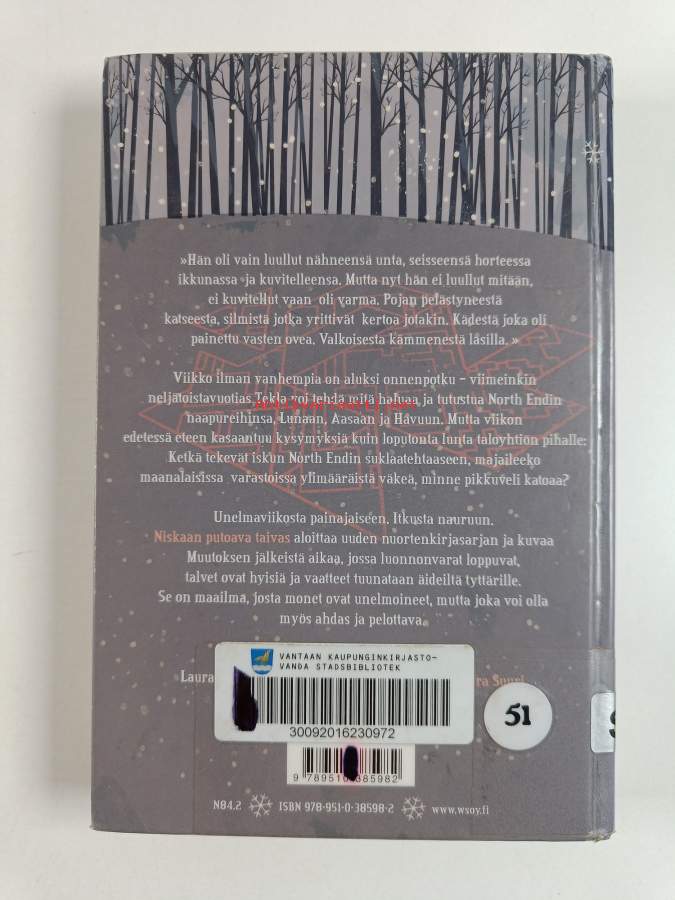 »Hän oli vain luullut nähneensä unta, seisseensä horteessa
ikkunassa ja kuvitelleensa. Mutta nyt hän ei luullut mitään,
ei kuvitellut vaan oli varma. Pojan pelästyneestä
katseesta, silmistä jotka yrittivät kertoa jotakin. Kädestä joka oli
painettu vasten ovea. Valkoisesta kämmenestä lasilla. »
Viikko ilman vanhempia on aluksi onnenpotku – viimeinkin
neljätoistavuotias Tekla voi tehdä mitä haluaa ja tutustua North Endin
naapureihinsa, Lunaan, Aasaan ja Havuun. Mutta viikon
edetessä eteen kasaantuu kysymyksiä kuin loputonta lunta taloyhtiön pihalle:
Ketkä tekevät iskun North Endin suklaatehtaaseen, majaileeko
maanalaisissa varastoissa ylimääräistä väkeä, minne pikkuveli katoaa?
Unelmaviikosta painajaiseen. Itkusta nauruun.
Niskaan putoava taivas aloittaa uuden nuortenkirjasarjan ja kuvaa
Muutoksen jälkeistä aikaa, jossa luonnonvarat loppuvat,
talvet ovat hyisiä ja vaatteet tuunataan äideiltä tyttärille.
Se on maailma, josta monet ovat unelmoineet, mutta joka voi olla
myös ahdas ja pelottava.
Laura
ra Suuri
VANTAAN KAUPUNGINKIRJASTO-
VANDA STADSBIBLIOTEK
30092016230972
51
9 789510 385982
N84.2 ISBN 978-951-0-38598-2 www.wsoy.fi